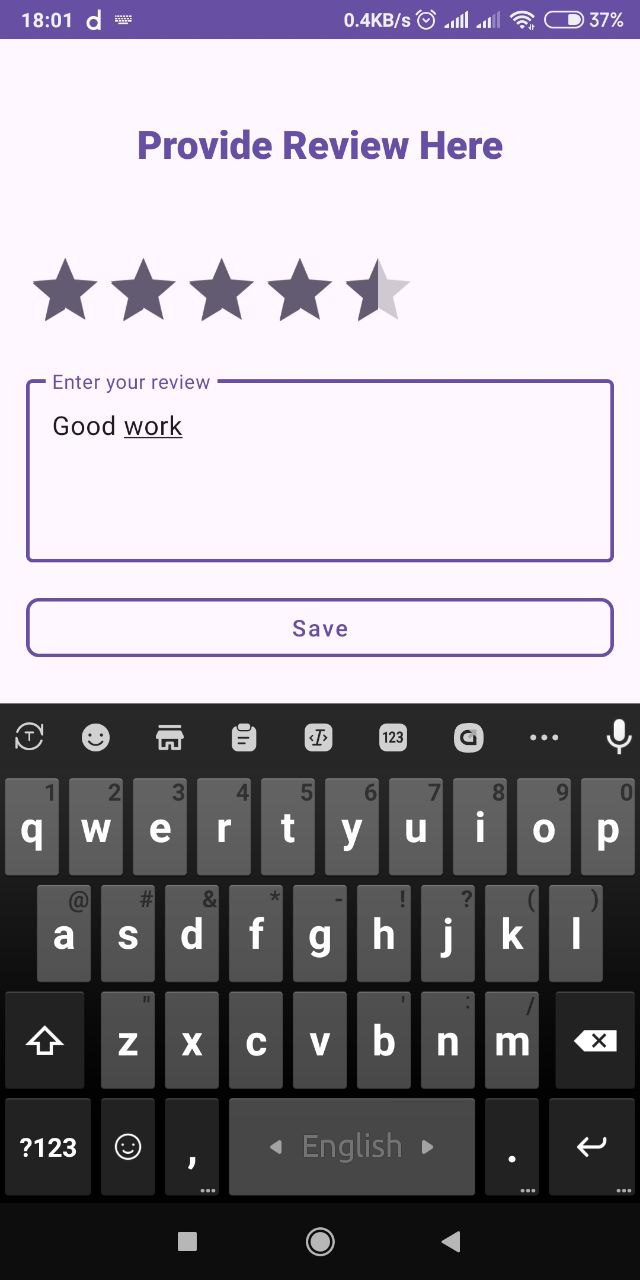 18:01 d 0.4KB/s 37%
Provide Review Here
Enter your review
Good work
Save
T I 123
1 2 3 4 5 6 7 8 9 0
q w e r t y u i o p
@ # & * - ! ? ( )
a s d f g h j k l
" ' : /
z x c v b n m
?123 , English .